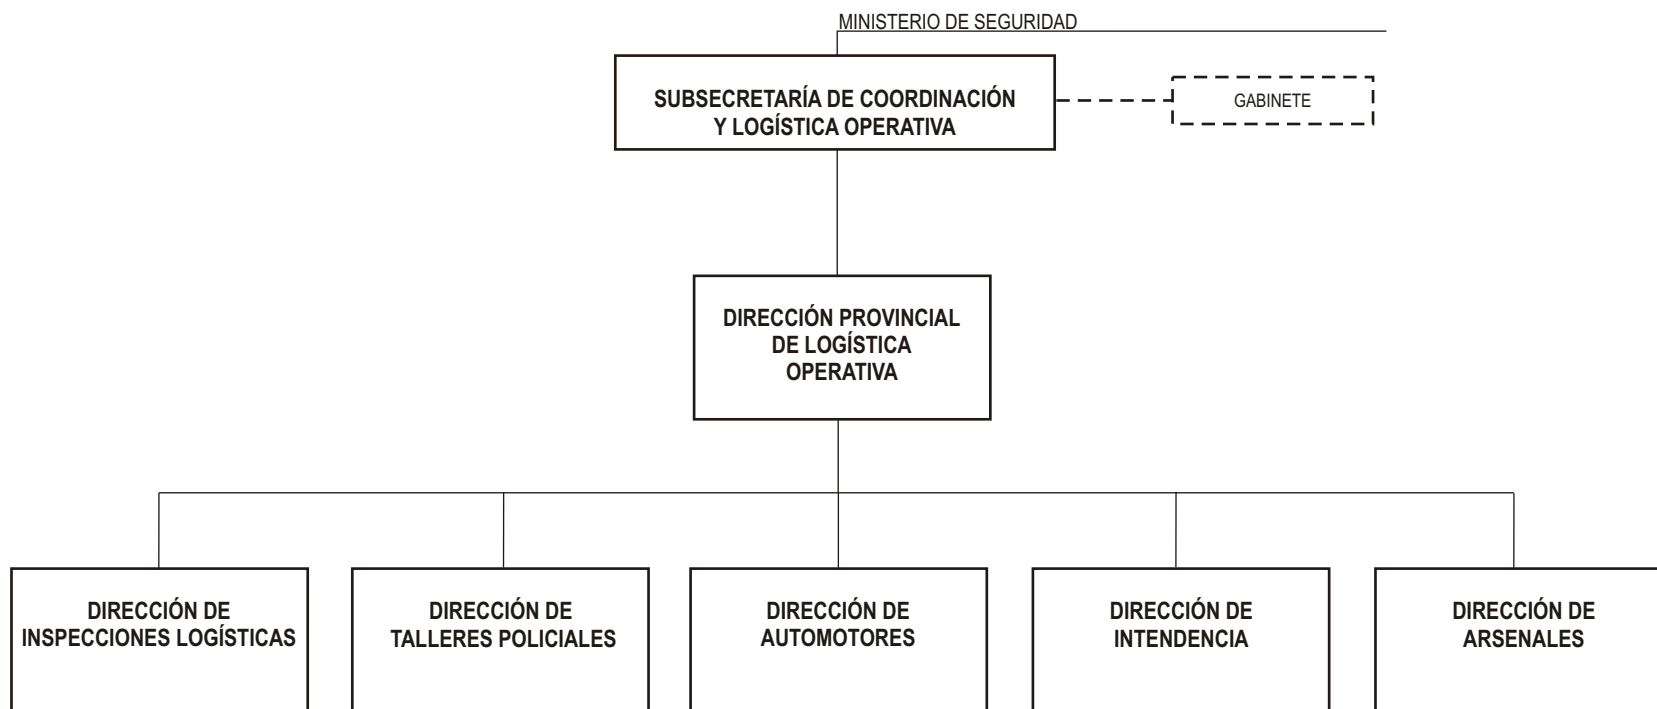 MINISTERIO DE SEGURIDAD
SUBSECRETARÍA DE COORDINACIÓN
Y LOGÍSTICA OPERATIVA
GABINETE
DIRECCIÓN PROVINCIAL
DE LOGÍSTICA
OPERATIVA
DIRECCIÓN DE
INSPECCIONES LOGÍSTICAS
DIRECCIÓN DE
TALLERES POLICIALES
DIRECCIÓN DE
AUTOMOTORES
DIRECCIÓN DE
INTENDENCIA
DIRECCIÓN DE
ARSENALES